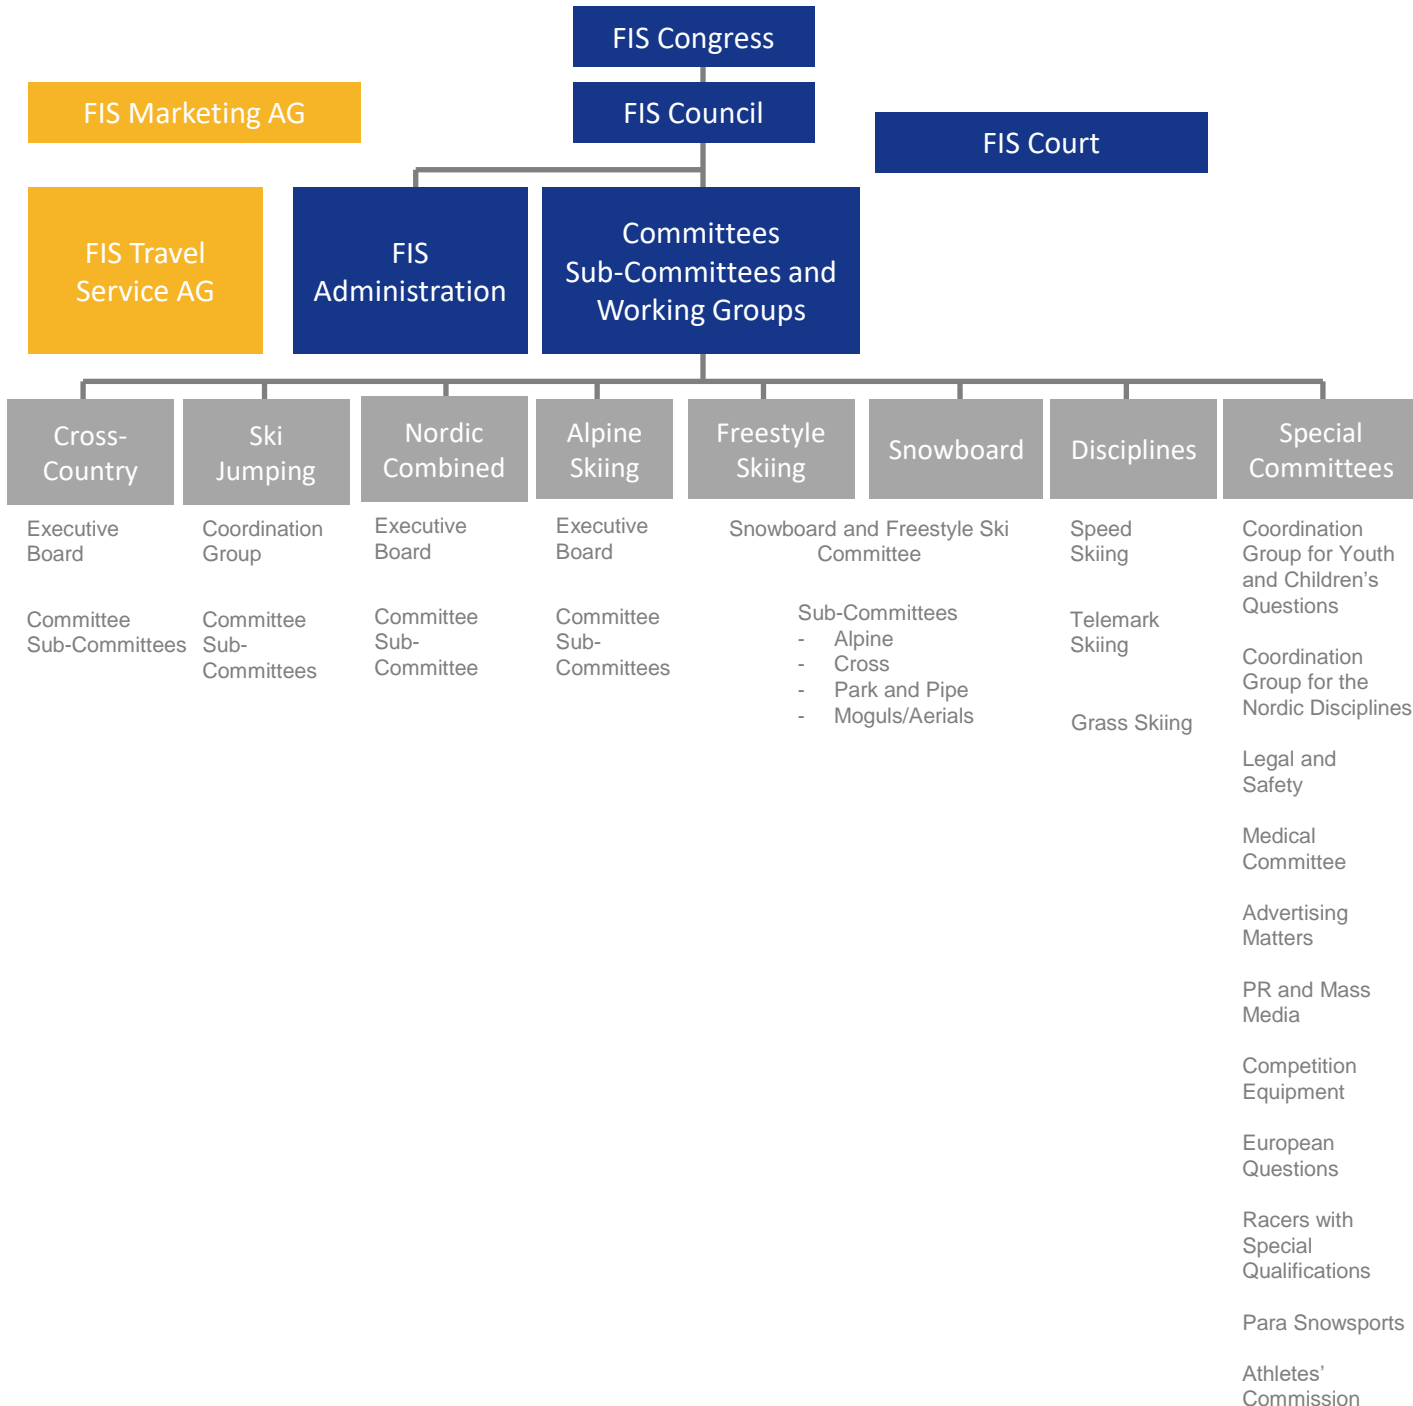 FIS Congress
FIS Marketing AG
FIS Council
FIS Court
FIS Travel
Service AG
FIS
Administration
Committees
Sub-Committees and
Working Groups
Cross-
Country
Ski
Jumping
Nordic
Combined
Alpine
Skiing
Freestyle
Skiing
Snowboard
Disciplines
Special
Committees
Executive
Board
Committee
Sub-Committees
Coordination
Group
Committee
Sub-
Committees
Executive
Board
Committee
Sub-
Committee
Executive
Board
Committee
Sub-
Committees
Snowboard and Freestyle Ski
Committee
Sub-Committees
- Alpine
- Cross
- Park and Pipe
- Moguls/Aerials
Speed
Skiing
Telemark
Skiing
Grass Skiing
Coordination
Group for Youth
and Children’s
Questions
Coordination
Group for the
Nordic Disciplines
Legal and
Safety
Medical
Committee
Advertising
Matters
PR and Mass
Media
Competition
Equipment
European
Questions
Racers with
Special
Qualifications
Para Snowsports
Athletes’
Commission